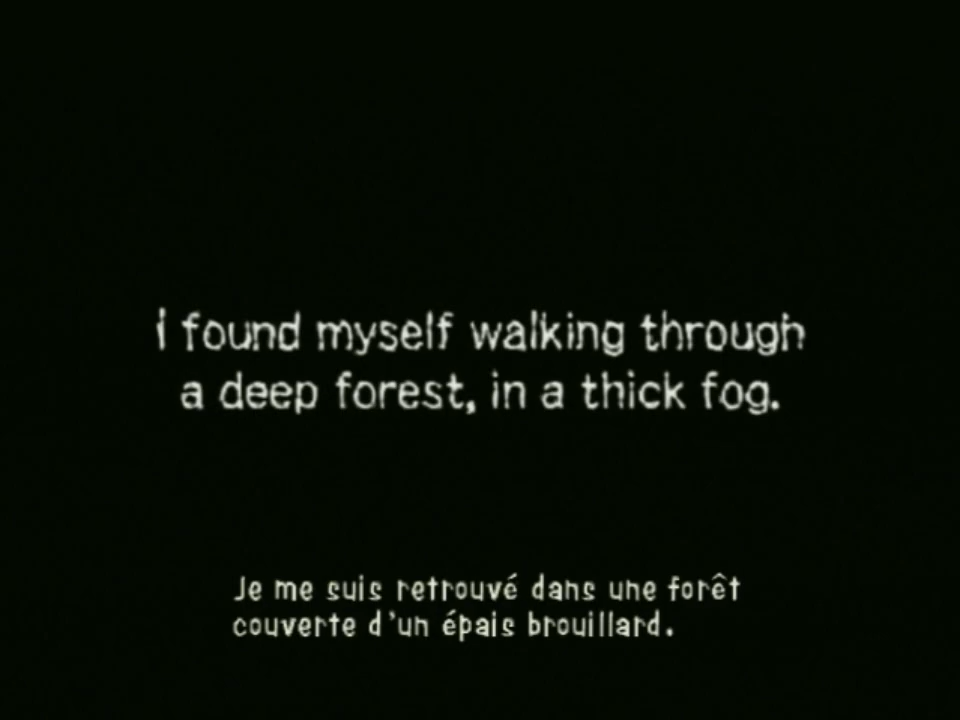 I found myself walking through
a deep forest, in a thick fog.
Je me suis retrouvé dans une forêt
couverte d'un épais brouillard.